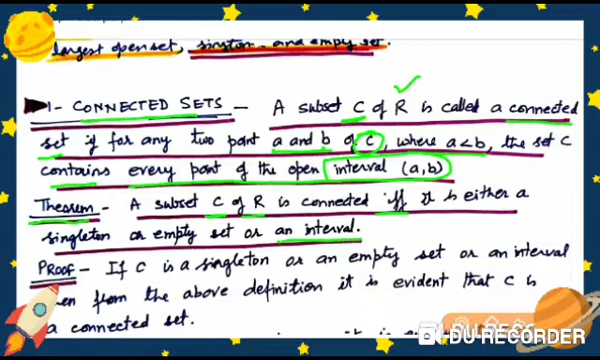 largest open set, sington and empty set.
1- CONNECTED SETS - A subset C of R is called a connected
set if for any two point a and b of C, where a<b, the set C
contains every point of the open interval (a,b)
Theorem - A subset C of R is connected iff it is either a
singleton or empty set or an interval.
PROOF - If C is a singleton or an empty set or an interval
en from the above definition it is evident that C is
a connected set.
DU RECORDER